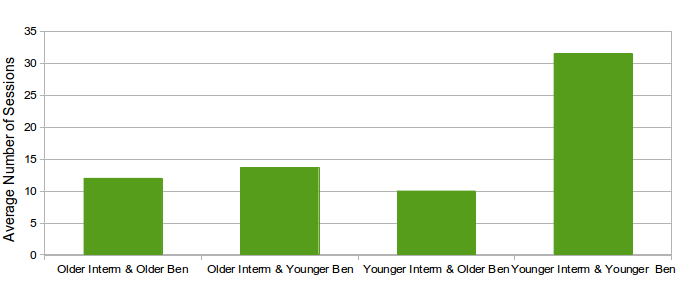 35
30
25
20
15
10
5
0
Average Number of Sessions
Older Interm & Older Ben
Older Interm & Younger Ben
Younger Interm & Older Ben
Younger Interm & Younger Ben